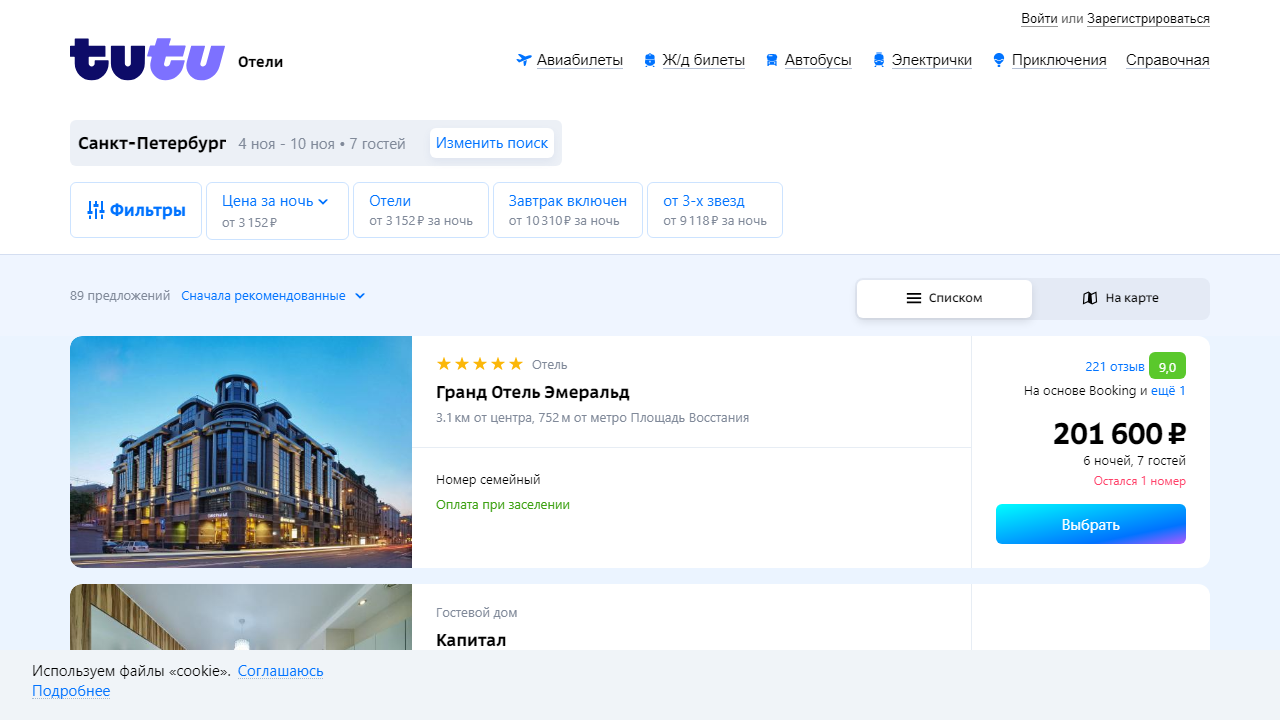 Войти или Зарегистрироваться
tutu Отели
Авиабилеты Ж/д билеты Автобусы Электрички Приключения Справочная
Санкт-Петербург 4 ноя - 10 ноя • 7 гостей Изменить поиск
Фильтры
Цена за ночь
от 3 152 ₽
Отели
от 3 152 ₽ за ночь
Завтрак включен
от 10 310 ₽ за ночь
от 3-х звезд
от 9 118 ₽ за ночь
89 предложений Сначала рекомендованные
Списком На карте
Отель
Гранд Отель Эмеральд
3.1 км от центра, 752 м от метро Площадь Восстания
Номер семейный
Оплата при заселении
221 отзыв 9,0
На основе Booking и ещё 1
201 600 ₽
6 ночей, 7 гостей
Остался 1 номер
Выбрать
Гостевой дом
Капитал
Используем файлы «cookie». Соглашаюсь
Подробнее